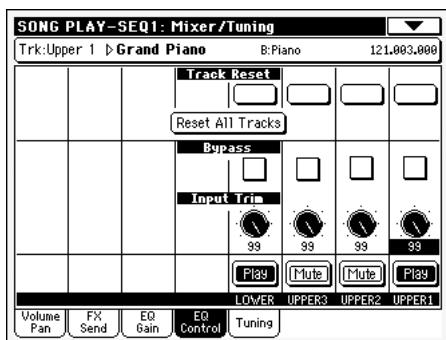 SONG PLAY-SEQ1: Mixer/Tuning
Trk:Upper 1 ▷Grand Piano B:Piano 121.003.000
Track Reset
Reset All Tracks
Bypass
Input Trim
99 99 99 99
Play Mute Mute Play
LOWER UPPER3 UPPER2 UPPER1
Volume Pan FX Send EQ Gain EQ Control Tuning